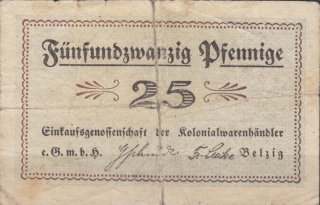 Fünfundzwanzig Pfennige
25
Einkaufsgenossenschaft der Kolonialwarenhändler
e. G. m. b. H. Belzig